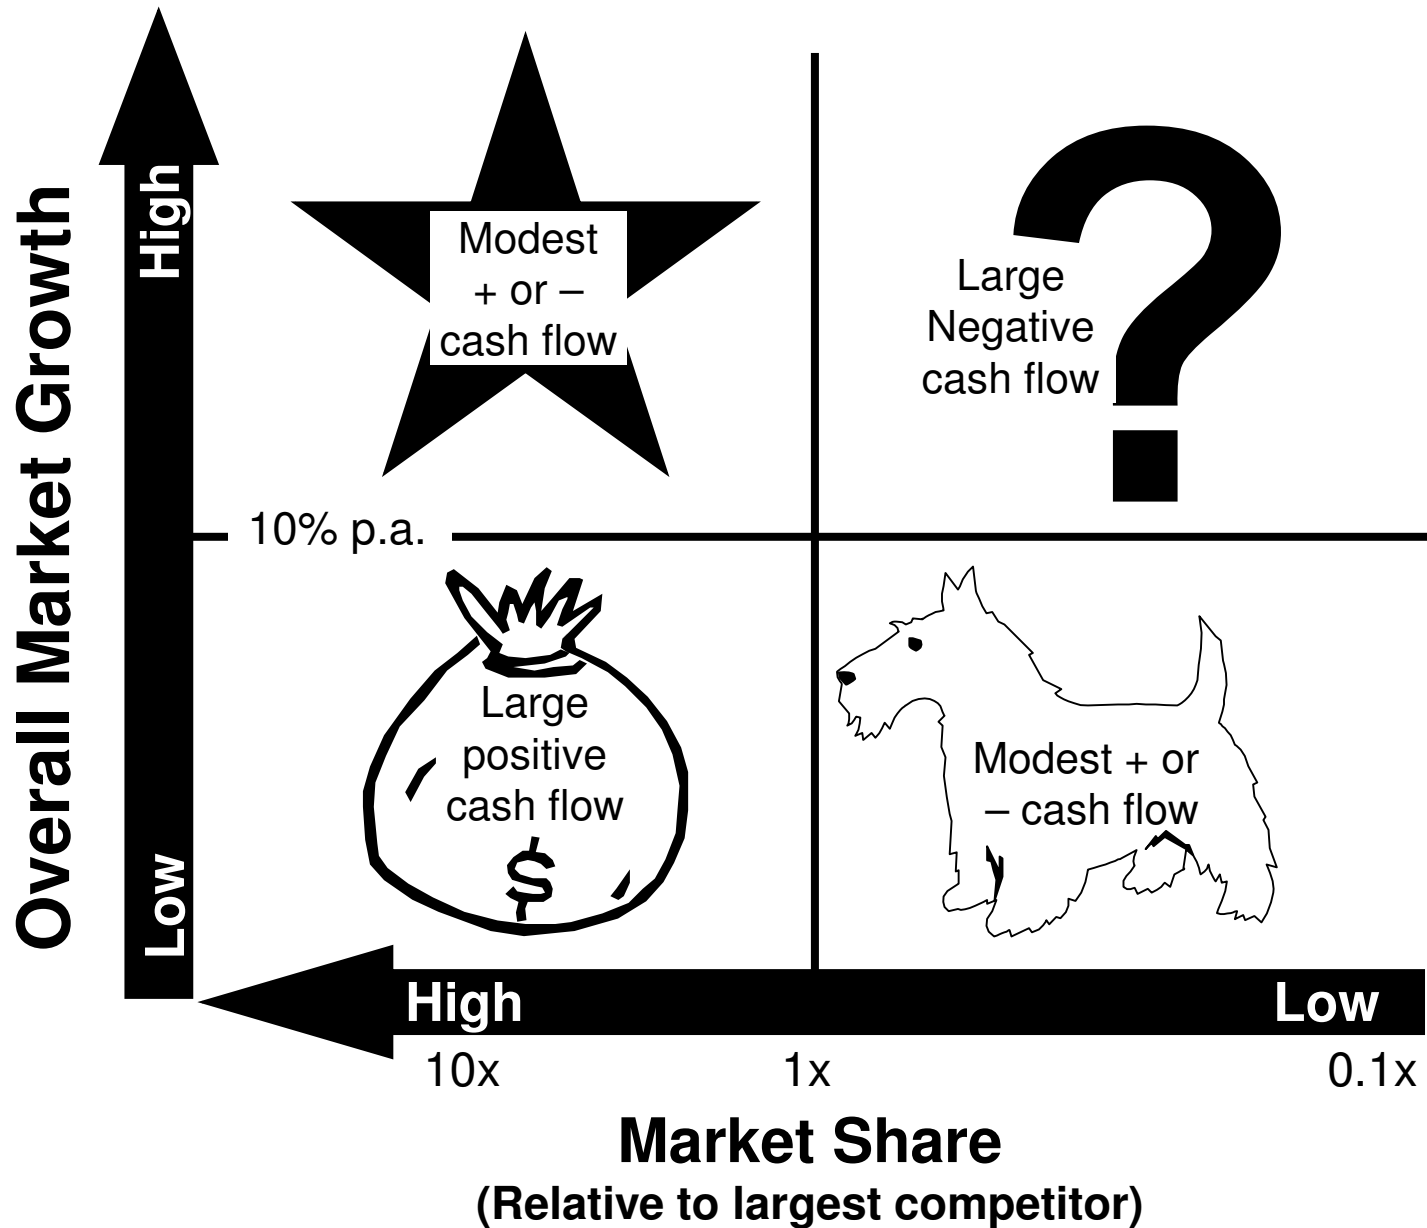 Overall Market Growth
High
Low
Modest
+ or –
cash flow
Large
Negative
cash flow
10% p.a.
Large
positive
cash flow
$
Modest + or
– cash flow
High
Low
10x
1x
0.1x
Market Share
(Relative to largest competitor)